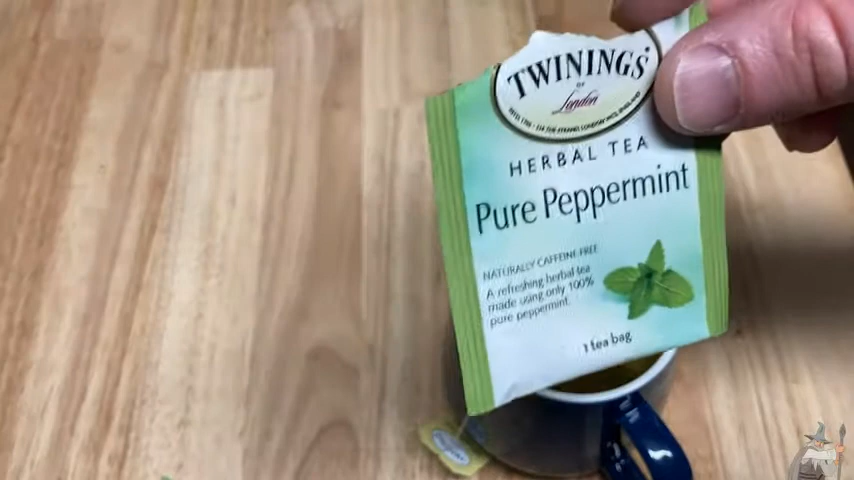 TWININGS
OF
London
HERBAL TEA
Pure Peppermint
NATURALLY CAFFEINE FREE
A refreshing herbal tea
made using only 100%
pure peppermint.
1 tea bag